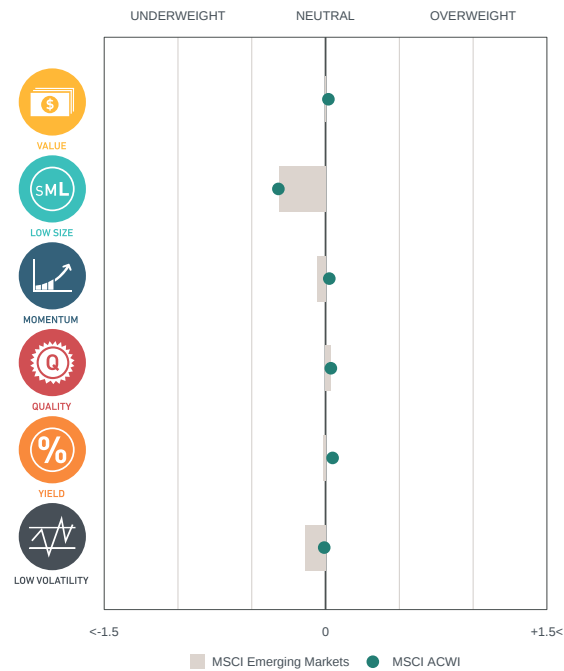 UNDERWEIGHT NEUTRAL OVERWEIGHT
$
VALUE
SML
LOW SIZE
MOMENTUM
Q
QUALITY
%
YIELD
LOW VOLATILITY
<-1.5 0 +1.5<
MSCI Emerging Markets MSCI ACWI